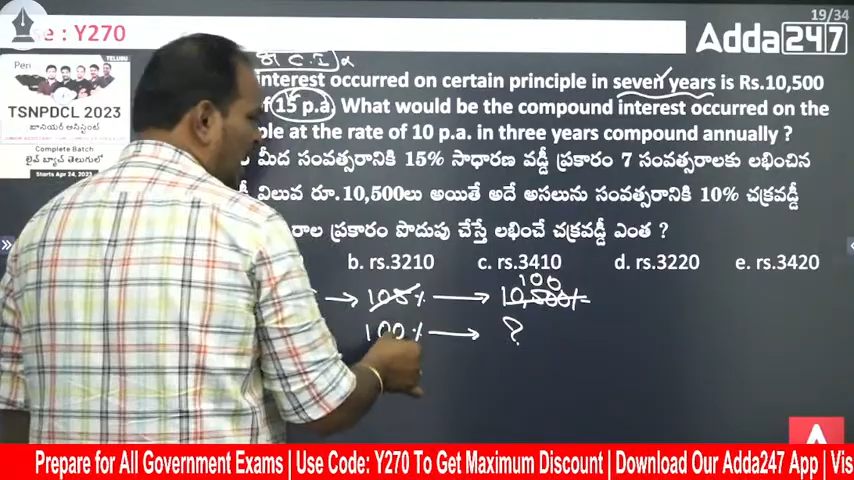 19/34
Use : Y270
Adda247
TELUGU
TSNPDCL 2023
జూనియర్ అసిస్టెంట్
Complete Batch
లైవ్ బ్యాచ్ తెలుగులో
Starts Apr 24, 2023
C.I
interest occurred on certain principle in seven years is Rs.10,500
of 15 p.a. What would be the compound interest occurred on the
ple at the rate of 10 p.a. in three years compound annually ?
మీద సంవత్సరానికి 15% సాధారణ వడ్డీ ప్రకారం 7 సంవత్సరాలకు లభించిన
డీ విలువ రూ.10,500లు అయితే అదే అసలును సంవత్సరానికి 10% చక్రవడ్డీ
రాల ప్రకారం పొదుపు చేస్తే లభించే చక్రవడ్డీ ఎంత ?
b. rs.3210 c. rs.3410 d. rs.3220 e. rs.3420
100
→ 105% → 10,500/-
100% → ?
Prepare for All Government Exams | Use Code: Y270 To Get Maximum Discount | Download Our Adda247 App | Vis